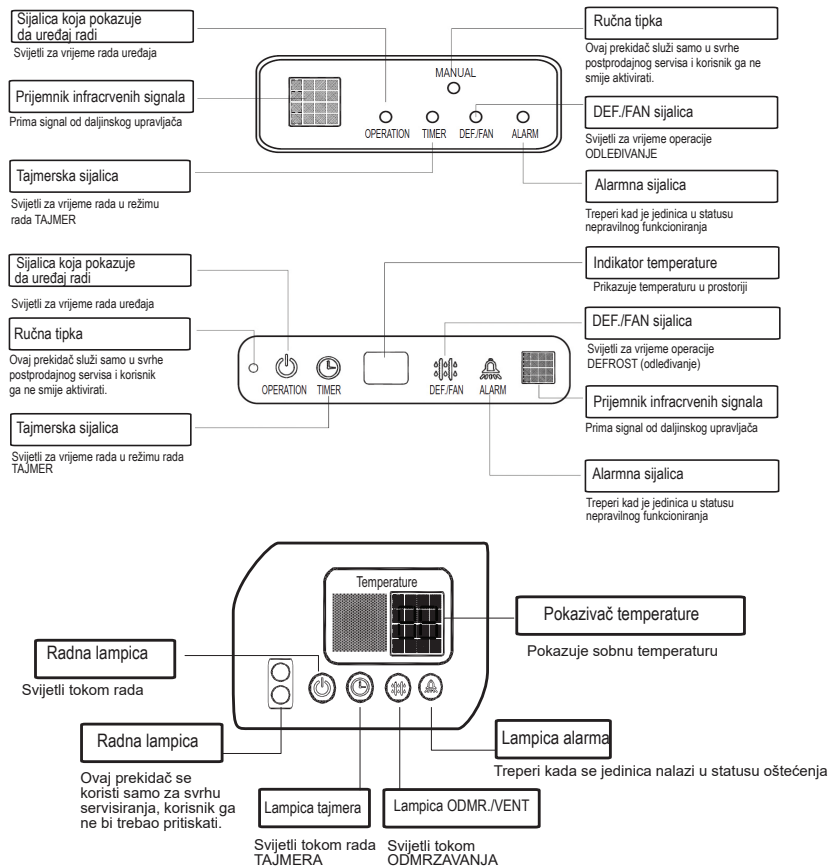 Sijalica koja pokazuje
da uređaj radi
Svijetli za vrijeme rada uređaja
Prijemnik infracrvenih signala
Prima signal od daljinskog upravljača
Tajmerska sijalica
Svijetli za vrijeme rada u režimu
rada TAJMER
MANUAL
OPERATION TIMER DEF./FAN ALARM
Ručna tipka
Ovaj prekidač služi samo u svrhe
postprodajnog servisa i korisnik ga ne
smije aktivirati.
DEF./FAN sijalica
Svijetli za vrijeme operacije
ODLEĐIVANJE
Alarmna sijalica
Treperi kad je jedinica u statusu
nepravilnog funkcioniranja
Sijalica koja pokazuje
da uređaj radi
Svijetli za vrijeme rada uređaja
Ručna tipka
Ovaj prekidač služi samo u svrhe
postprodajnog servisa i korisnik
ga ne smije aktivirati.
Tajmerska sijalica
Svijetli za vrijeme rada u režimu rada
TAJMER
OPERATION TIMER DEF./FAN ALARM
Indikator temperature
Prikazuje temperaturu u prostoriji
DEF./FAN sijalica
Svijetli za vrijeme operacije
DEFROST (odleđivanje)
Prijemnik infracrvenih signala
Prima signal od daljinskog upravljača
Alarmna sijalica
Treperi kad je jedinica u statusu
nepravilnog funkcioniranja
Temperature
Pokazivač temperature
Pokazuje sobnu temperaturu
Radna lampica
Svijetli tokom rada
Radna lampica
Ovaj prekidač se
koristi samo za svrhu
servisiranja, korisnik ga
ne bi trebao pritiskati.
Lampica tajmera
Svijetli tokom rada
TAJMERA
Lampica ODMR./VENT
Svijetli tokom
ODMRZAVANJA
Lampica alarma
Treperi kada se jedinica nalazi u statusu oštećenja